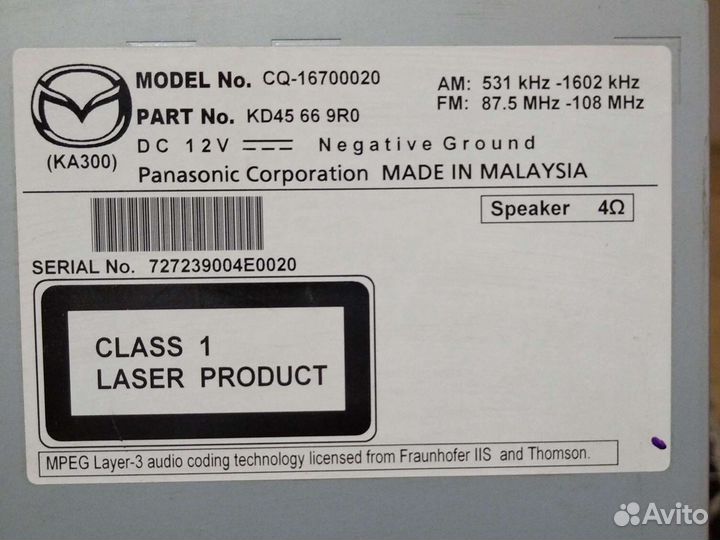 MODEL No. CQ-16700020
AM: 531 kHz -1602 kHz
PART No. KD45 66 9R0
FM: 87.5 MHz -108 MHz
DC 12V Negative Ground
(KA300)
Panasonic Corporation MADE IN MALAYSIA
Speaker 4Ω
SERIAL No. 727239004E0020
CLASS 1
LASER PRODUCT
MPEG Layer-3 audio coding technology licensed from Fraunhofer IIS and Thomson.
Avito